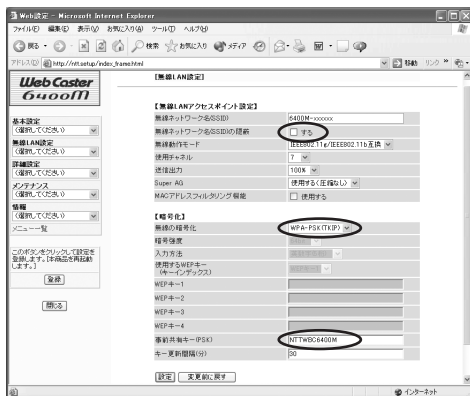 Web設定 - Microsoft Internet Explorer
ファイル(F) 編集(E) 表示(V) お気に入り(A) ツール(T) ヘルプ(H)
戻る 検索 お気に入り メディア
アドレス(D) http://ntt.setup/index_frame.html 移動 リンク
Web Caster
6400M
基本設定
(選択してください)
無線LAN設定
(選択してください)
詳細設定
(選択してください)
メンテナンス
(選択してください)
情報
(選択してください)
メニュー一覧
このボタンをクリックして設定を
登録します。[本商品を再起動
します。]
登録
閉じる
【無線LAN設定】
【無線LANアクセスポイント設定】
無線ネットワーク名(SSID) 6400M-xxxxxx
無線ネットワーク名(SSID)の隠蔽 する
無線動作モード IEEE802.11g/IEEE802.11b互換
使用チャネル 7
送信出力 100%
Super AG 使用する(圧縮なし)
MACアドレスフィルタリング機能 使用する
【暗号化】
無線の暗号化 WPA-PSK(TKIP)
暗号強度
入力方法
使用するWEPキー
(キーインデックス)
WEPキー1
WEPキー2
WEPキー3
WEPキー4
事前共有キー(PSK) NTTWBC6400M
キー更新間隔(分) 30
設定 変更前に戻す
インターネット